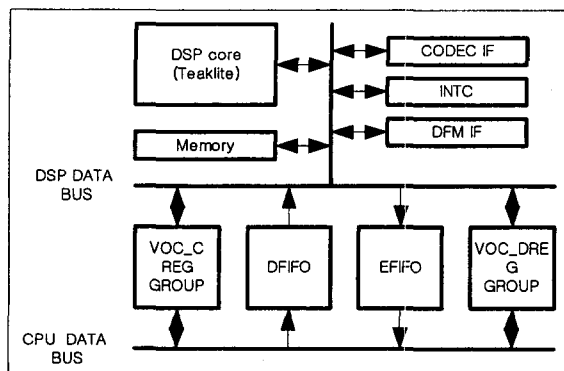 DSP core
(Teaklite)
CODEC IF
INTC
DFM IF
Memory
DSP DATA
BUS
VOC_C
REG
GROUP
DFIFO
EFIFO
VOC_DRE
G
GROUP
CPU DATA
BUS